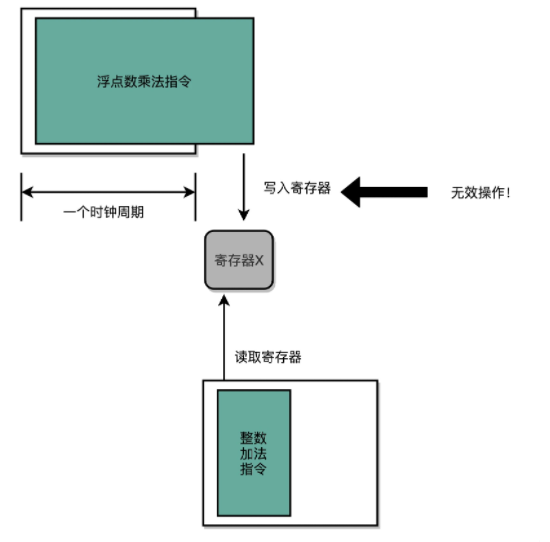 浮点数乘法指令
写入寄存器
无效操作！
一个时钟周期
寄存器X
读取寄存器
整数
加法
指令